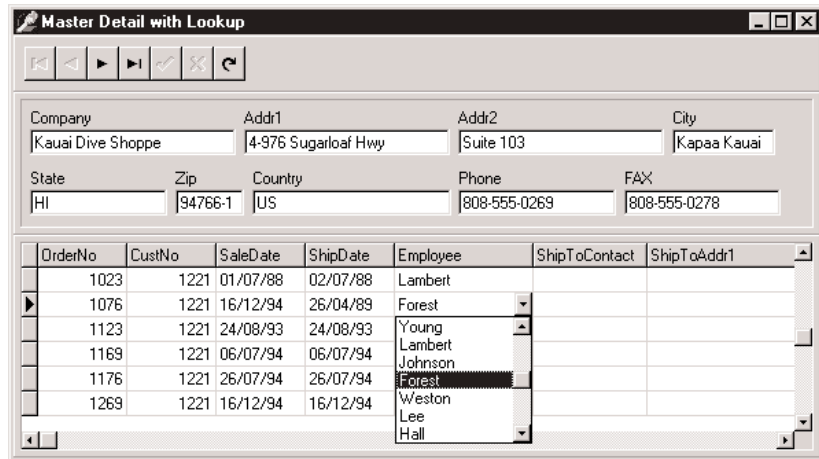 Master Detail with Lookup
Company Addr1 Addr2 City
Kauai Dive Shoppe 4-976 Sugarloaf Hwy Suite 103 Kapaa Kauai
State Zip Country Phone FAX
HI 94766-1 US 808-555-0269 808-555-0278
OrderNo CustNo SaleDate ShipDate Employee ShipToContact ShipToAddr1
1023 1221 01/07/88 02/07/88 Lambert
1076 1221 16/12/94 26/04/89 Forest
1123 1221 24/08/93 24/08/93
1169 1221 06/07/94 06/07/94
1176 1221 26/07/94 26/07/94
1269 1221 16/12/94 16/12/94
Young
Lambert
Johnson
Forest
Weston
Lee
Hall